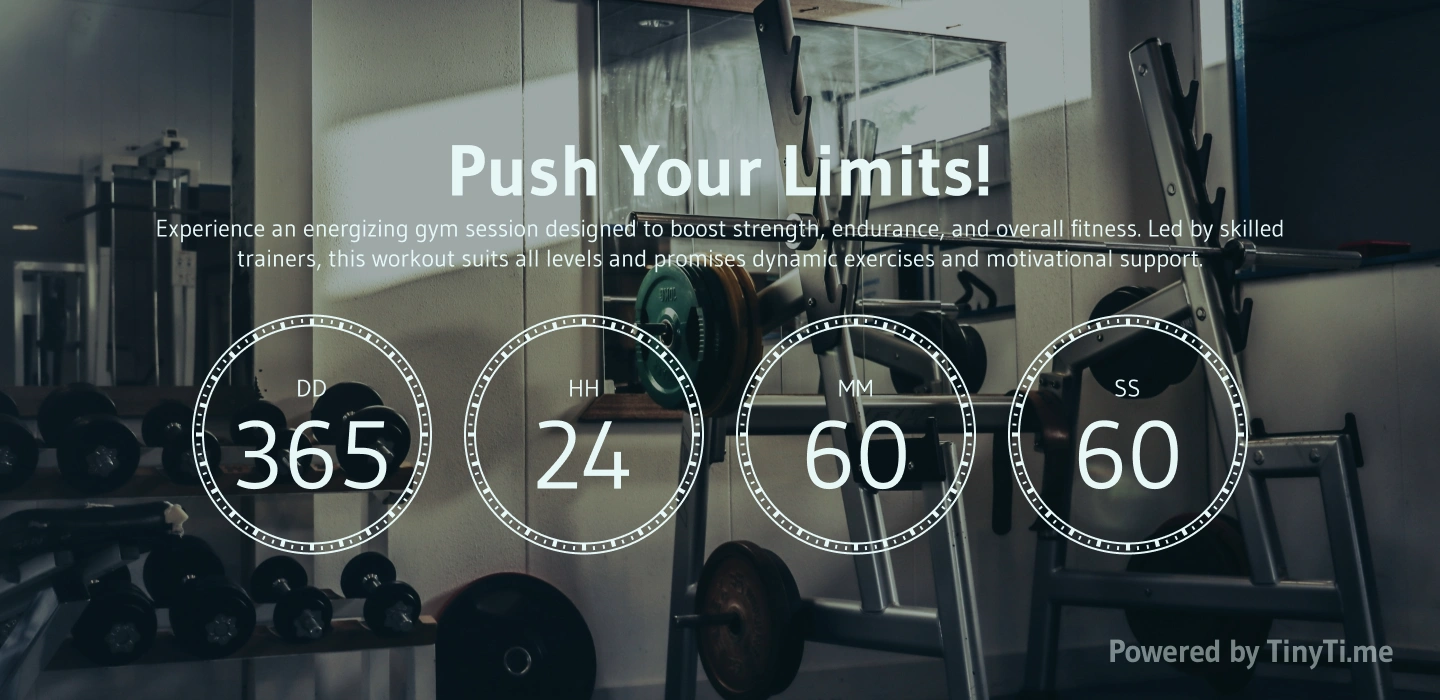 Push Your Limits!
Experience an energizing gym session designed to boost strength, endurance, and overall fitness. Led by skilled
trainers, this workout suits all levels and promises dynamic exercises and motivational support.
DD HH MM SS
365 24 60 60
Powered by TinyTi.me